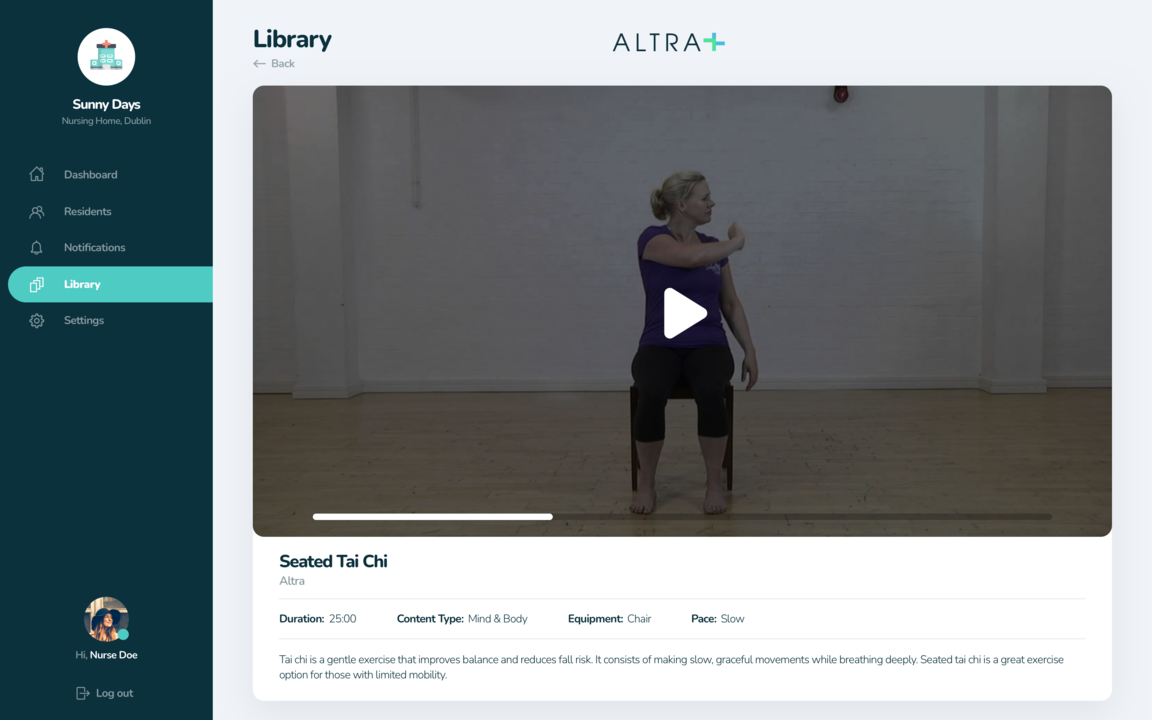 Sunny Days
Nursing Home, Dublin
Dashboard
Residents
Notifications
Library
Settings
Hi, Nurse Doe
Log out
Library
Back
ALTRA
Seated Tai Chi
Altra
Duration: 25:00 Content Type: Mind & Body Equipment: Chair Pace: Slow
Tai chi is a gentle exercise that improves balance and reduces fall risk. It consists of making slow, graceful movements while breathing deeply. Seated tai chi is a great exercise
option for those with limited mobility.